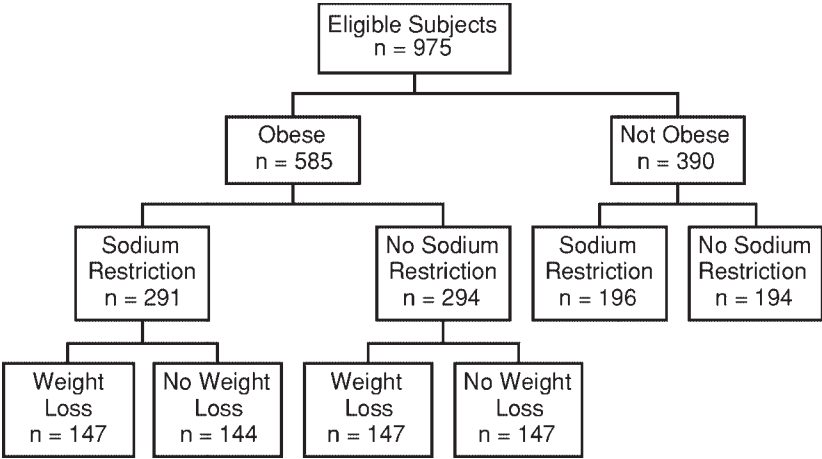 Eligible Subjects
n = 975
Obese
n = 585
Not Obese
n = 390
Sodium
Restriction
n = 291
No Sodium
Restriction
n = 294
Sodium
Restriction
n = 196
No Sodium
Restriction
n = 194
Weight
Loss
n = 147
No Weight
Loss
n = 144
Weight
Loss
n = 147
No Weight
Loss
n = 147